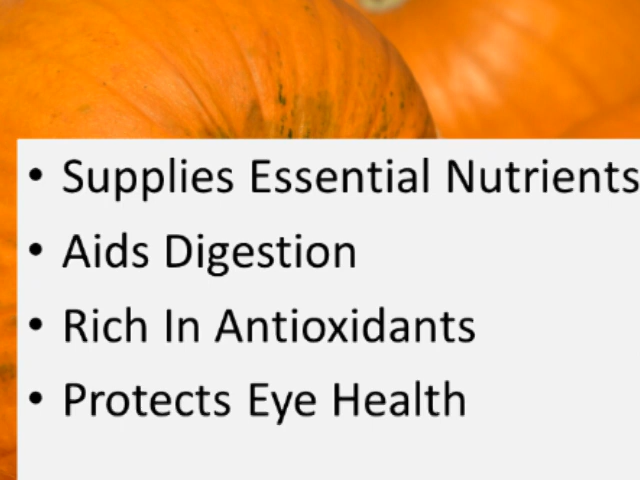 • Supplies Essential Nutrients
• Aids Digestion
• Rich In Antioxidants
• Protects Eye Health